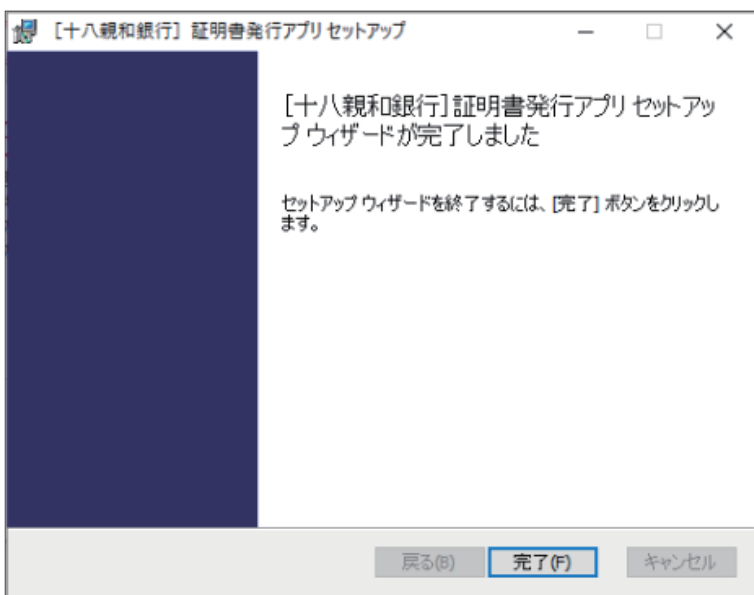 [十八親和銀行] 証明書発行アプリ セットアップ
[十八親和銀行]証明書発行アプリ セットアッ
プ ウィザードが完了しました
セットアップ ウィザードを終了するには、[完了] ボタンをクリックし
ます。
戻る(B) 完了(F) キャンセル